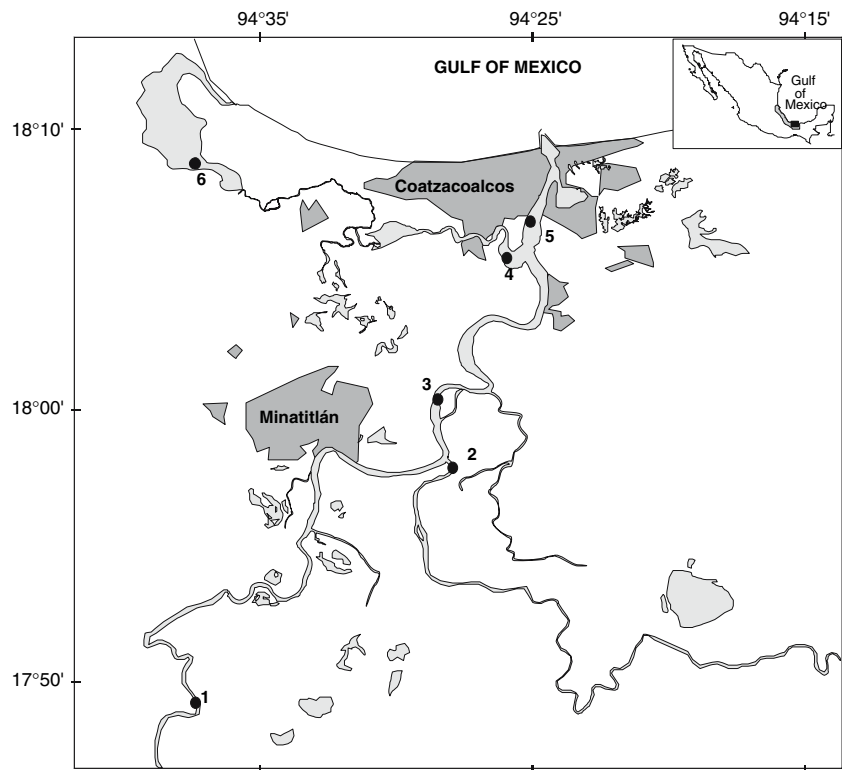 94°35' 94°25' 94°15'
GULF OF MEXICO
Gulf
of
Mexico
18°10'
6
Coatzacoalcos
5
4
3
18°00'
Minatitlán
2
17°50'
1